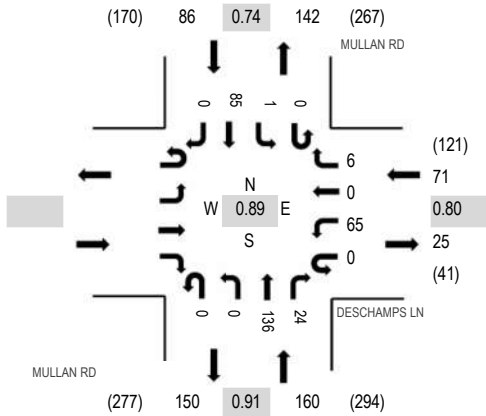 (170) 86 0.74 142 (267)
MULLAN RD
0 85 1 0
(121)
6
71
N
0
W 0.89 E
0.80
65
25
S
0
(41)
0 0 136 24
DESCHAMPS LN
MULLAN RD
(277) 150 0.91 160 (294)